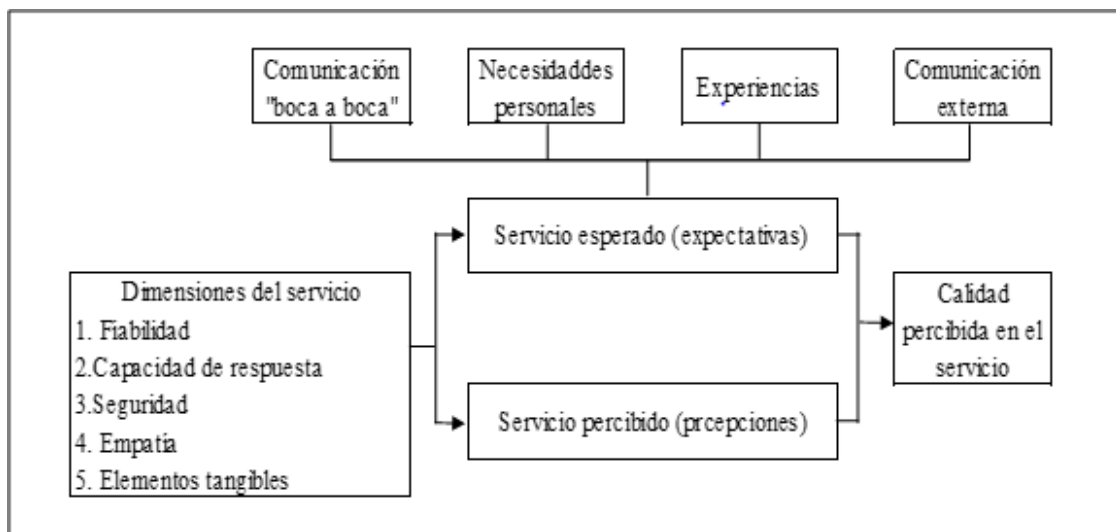 Comunicación
"boca a boca"
Necesidaddes
personales
Experiencias
Comunicación
externa
Servicio esperado (expectativas)
Dimensiones del servicio
1. Fiabilidad
2.Capacidad de respuesta
3.Seguridad
4. Empatía
5. Elementos tangibles
Servicio percibido (prcepciones)
Calidad
percibida en el
servicio